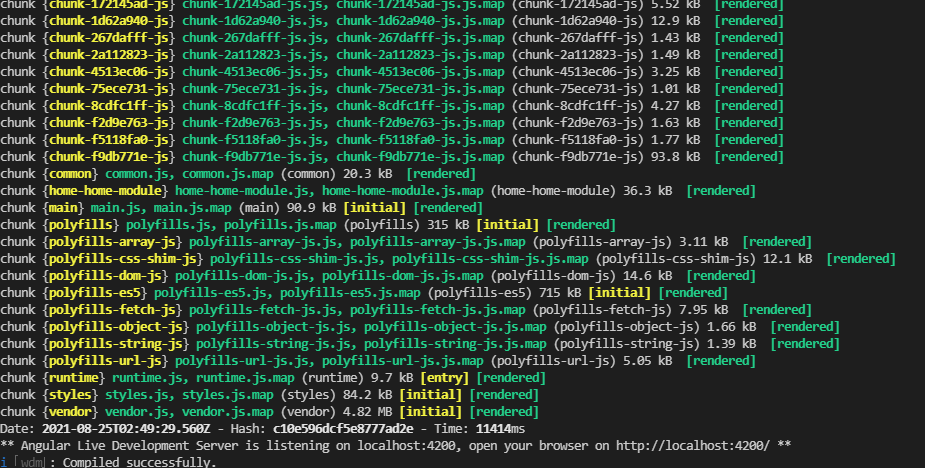 chunk {chunk-172145ad-js} chunk-172145ad-js.js, chunk-172145ad-js.js.map (chunk-172145ad-js) 5.52 kB  [rendered]
chunk {chunk-1d62a940-js} chunk-1d62a940-js.js, chunk-1d62a940-js.js.map (chunk-1d62a940-js) 12.9 kB  [rendered]
chunk {chunk-267dafff-js} chunk-267dafff-js.js, chunk-267dafff-js.js.map (chunk-267dafff-js) 1.43 kB  [rendered]
chunk {chunk-2a112823-js} chunk-2a112823-js.js, chunk-2a112823-js.js.map (chunk-2a112823-js) 1.49 kB  [rendered]
chunk {chunk-4513ec06-js} chunk-4513ec06-js.js, chunk-4513ec06-js.js.map (chunk-4513ec06-js) 3.25 kB  [rendered]
chunk {chunk-75ece731-js} chunk-75ece731-js.js, chunk-75ece731-js.js.map (chunk-75ece731-js) 1.01 kB  [rendered]
chunk {chunk-8cdfc1ff-js} chunk-8cdfc1ff-js.js, chunk-8cdfc1ff-js.js.map (chunk-8cdfc1ff-js) 4.27 kB  [rendered]
chunk {chunk-f2d9e763-js} chunk-f2d9e763-js.js, chunk-f2d9e763-js.js.map (chunk-f2d9e763-js) 1.63 kB  [rendered]
chunk {chunk-f5118fa0-js} chunk-f5118fa0-js.js, chunk-f5118fa0-js.js.map (chunk-f5118fa0-js) 1.77 kB  [rendered]
chunk {chunk-f9db771e-js} chunk-f9db771e-js.js, chunk-f9db771e-js.js.map (chunk-f9db771e-js) 93.8 kB  [rendered]
chunk {common} common.js, common.js.map (common) 20.3 kB  [rendered]
chunk {home-home-module} home-home-module.js, home-home-module.js.map (home-home-module) 36.3 kB  [rendered]
chunk {main} main.js, main.js.map (main) 90.9 kB [initial] [rendered]
chunk {polyfills} polyfills.js, polyfills.js.map (polyfills) 315 kB [initial] [rendered]
chunk {polyfills-array-js} polyfills-array-js.js, polyfills-array-js.js.map (polyfills-array-js) 3.11 kB  [rendered]
chunk {polyfills-css-shim-js} polyfills-css-shim-js.js, polyfills-css-shim-js.js.map (polyfills-css-shim-js) 12.1 kB  [rendered]
chunk {polyfills-dom-js} polyfills-dom-js.js, polyfills-dom-js.js.map (polyfills-dom-js) 14.6 kB  [rendered]
chunk {polyfills-es5} polyfills-es5.js, polyfills-es5.js.map (polyfills-es5) 715 kB [initial] [rendered]
chunk {polyfills-fetch-js} polyfills-fetch-js.js, polyfills-fetch-js.js.map (polyfills-fetch-js) 7.95 kB  [rendered]
chunk {polyfills-object-js} polyfills-object-js.js, polyfills-object-js.js.map (polyfills-object-js) 1.66 kB  [rendered]
chunk {polyfills-string-js} polyfills-string-js.js, polyfills-string-js.js.map (polyfills-string-js) 1.39 kB  [rendered]
chunk {polyfills-url-js} polyfills-url-js.js, polyfills-url-js.js.map (polyfills-url-js) 5.05 kB  [rendered]
chunk {runtime} runtime.js, runtime.js.map (runtime) 9.7 kB [entry] [rendered]
chunk {styles} styles.js, styles.js.map (styles) 84.2 kB [initial] [rendered]
chunk {vendor} vendor.js, vendor.js.map (vendor) 4.82 MB [initial] [rendered]
Date: 2021-08-25T02:49:29.560Z - Hash: c10e596dcf5e8777ad2e - Time: 11414ms
** Angular Live Development Server is listening on localhost:4200, open your browser on http://localhost:4200/ **
i ｢wdm｣: Compiled successfully.